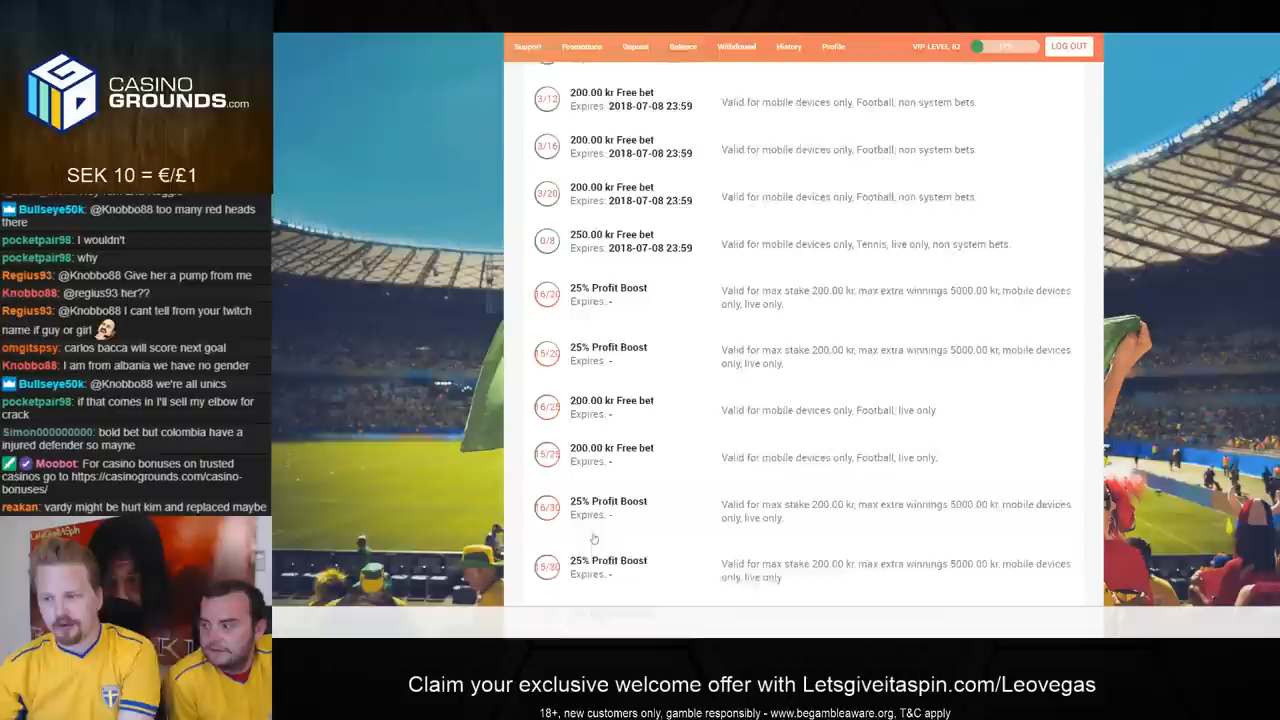 CASINO
GROUNDS.com
SEK 10 = €/£1
Bullseye50k: @Knobbo88 too many red heads
there
pocketpair98: I wouldn't
pocketpair98: why
Regius93: @Knobbo88 Give her a pump from me
Knobbo88: @regius93 her??
Regius93: @Knobbo88 I cant tell from your twitch
name if guy or girl
omgitspsy: carlos bacca will score next goal
Knobbo88: I am from albania we have no gender
Bullseye50k: @Knobbo88 we're all unics
pocketpair98: if that comes in I'll sell my elbow for
crack
Simon000000000: bold bet but colombia have a
injured defender so mayne
Moobot: For casino bonuses on trusted
casinos go to https://casinogrounds.com/casino-
bonuses/
reakan: vardy might be hurt kim and replaced maybe
Support Promotions Deposit Balance Withdrawal History Profile VIP LEVEL 62 LOG OUT
3/12 200.00 kr Free bet
Expires: 2018-07-08 23:59
Valid for mobile devices only, Football, non system bets.
3/16 200.00 kr Free bet
Expires: 2018-07-08 23:59
Valid for mobile devices only, Football, non system bets.
3/20 200.00 kr Free bet
Expires: 2018-07-08 23:59
Valid for mobile devices only, Football, non system bets.
0/8 250.00 kr Free bet
Expires: 2018-07-08 23:59
Valid for mobile devices only, Tennis, live only, non system bets.
16/20 25% Profit Boost
Expires: -
Valid for max stake 200.00 kr, max extra winnings 5000.00 kr, mobile devices
only, live only.
15/20 25% Profit Boost
Expires: -
Valid for max stake 200.00 kr, max extra winnings 5000.00 kr, mobile devices
only, live only.
16/25 200.00 kr Free bet
Expires: -
Valid for mobile devices only, Football, live only.
15/25 200.00 kr Free bet
Expires: -
Valid for mobile devices only, Football, live only.
16/30 25% Profit Boost
Expires: -
Valid for max stake 200.00 kr, max extra winnings 5000.00 kr, mobile devices
only, live only.
15/30 25% Profit Boost
Expires: -
Valid for max stake 200.00 kr, max extra winnings 5000.00 kr, mobile devices
only, live only.
Claim your exclusive welcome offer with Letsgiveitaspin.com/Leovegas
18+, new customers only, gamble responsibly - www.begambleaware.org, T&C apply